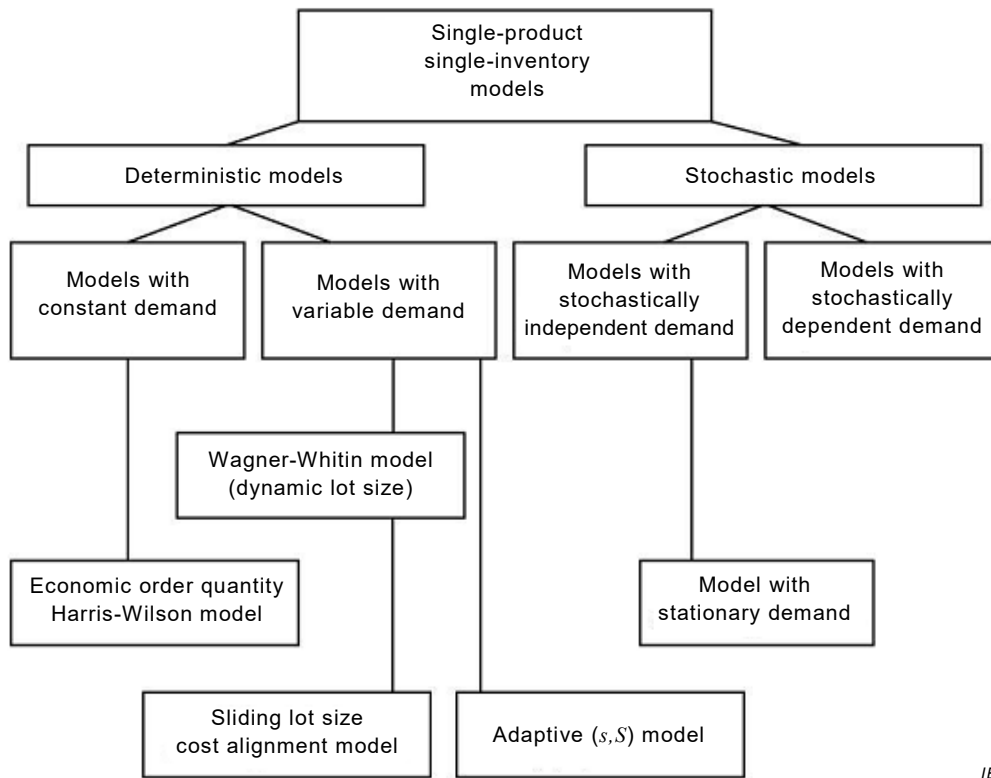 Single-product
single-inventory
models
Deterministic models
Stochastic models
Models with
constant demand
Models with
variable demand
Models with
stochastically
independent demand
Models with
stochastically
dependent demand
Wagner-Whitin model
(dynamic lot size)
Economic order quantity
Harris-Wilson model
Model with
stationary demand
Sliding lot size
cost alignment model
Adaptive (s,S) model